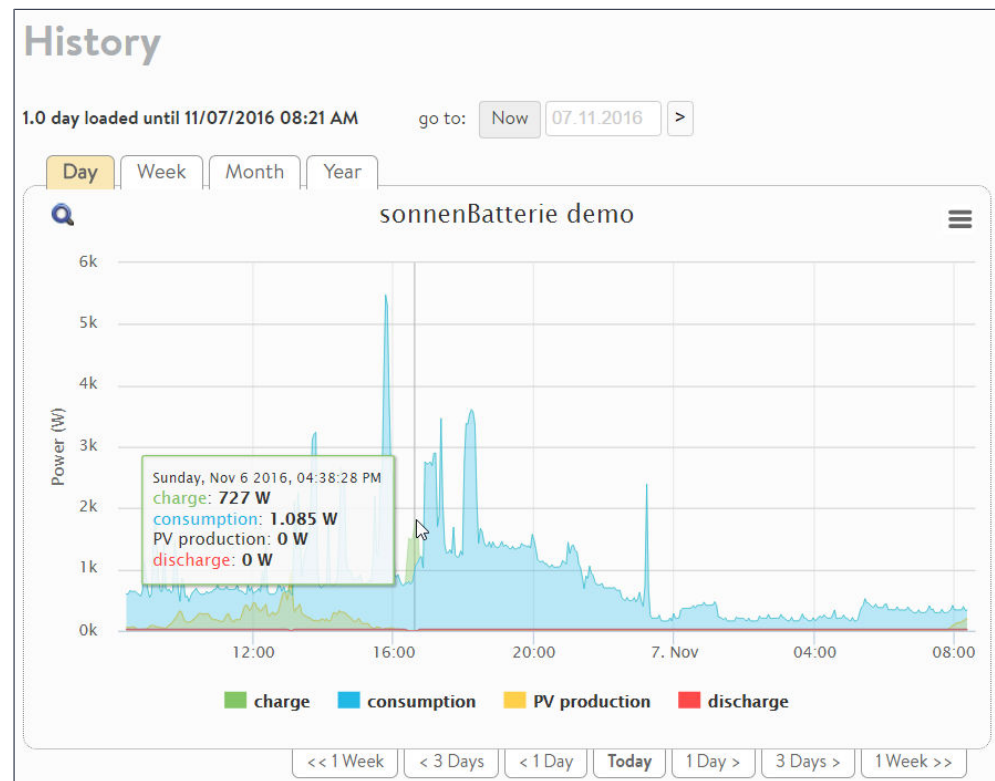 History
1.0 day loaded until 11/07/2016 08:21 AM go to: Now 07.11.2016 >
Day Week Month Year
sonnenBatterie demo
6k
5k
4k
3k
2k
1k
0k
Power (W)
Sunday, Nov 6 2016, 04:38:28 PM
charge: 727 W
consumption: 1.085 W
PV production: 0 W
discharge: 0 W
12:00 16:00 20:00 7. Nov 04:00 08:00
charge consumption PV production discharge
<< 1 Week < 3 Days < 1 Day Today 1 Day > 3 Days > 1 Week >>